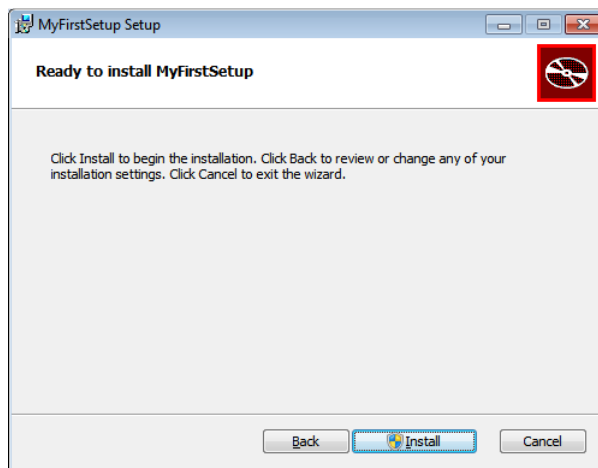 MyFirstSetup Setup
Ready to install MyFirstSetup
Click Install to begin the installation. Click Back to review or change any of your
installation settings. Click Cancel to exit the wizard.
Back
Install
Cancel